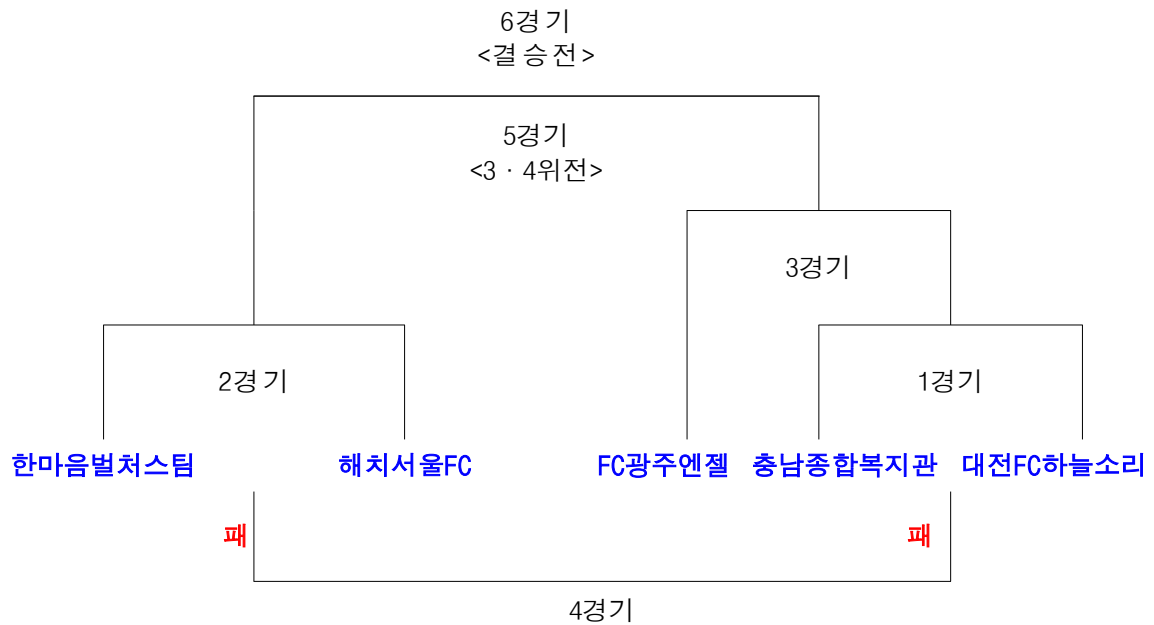 6경기
<결승전>
5경기
<3 · 4위전>
3경기
2경기
1경기
한마음벌처스팀 해치서울FC FC광주엔젤 충남종합복지관 대전FC하늘소리
패 패
4경기